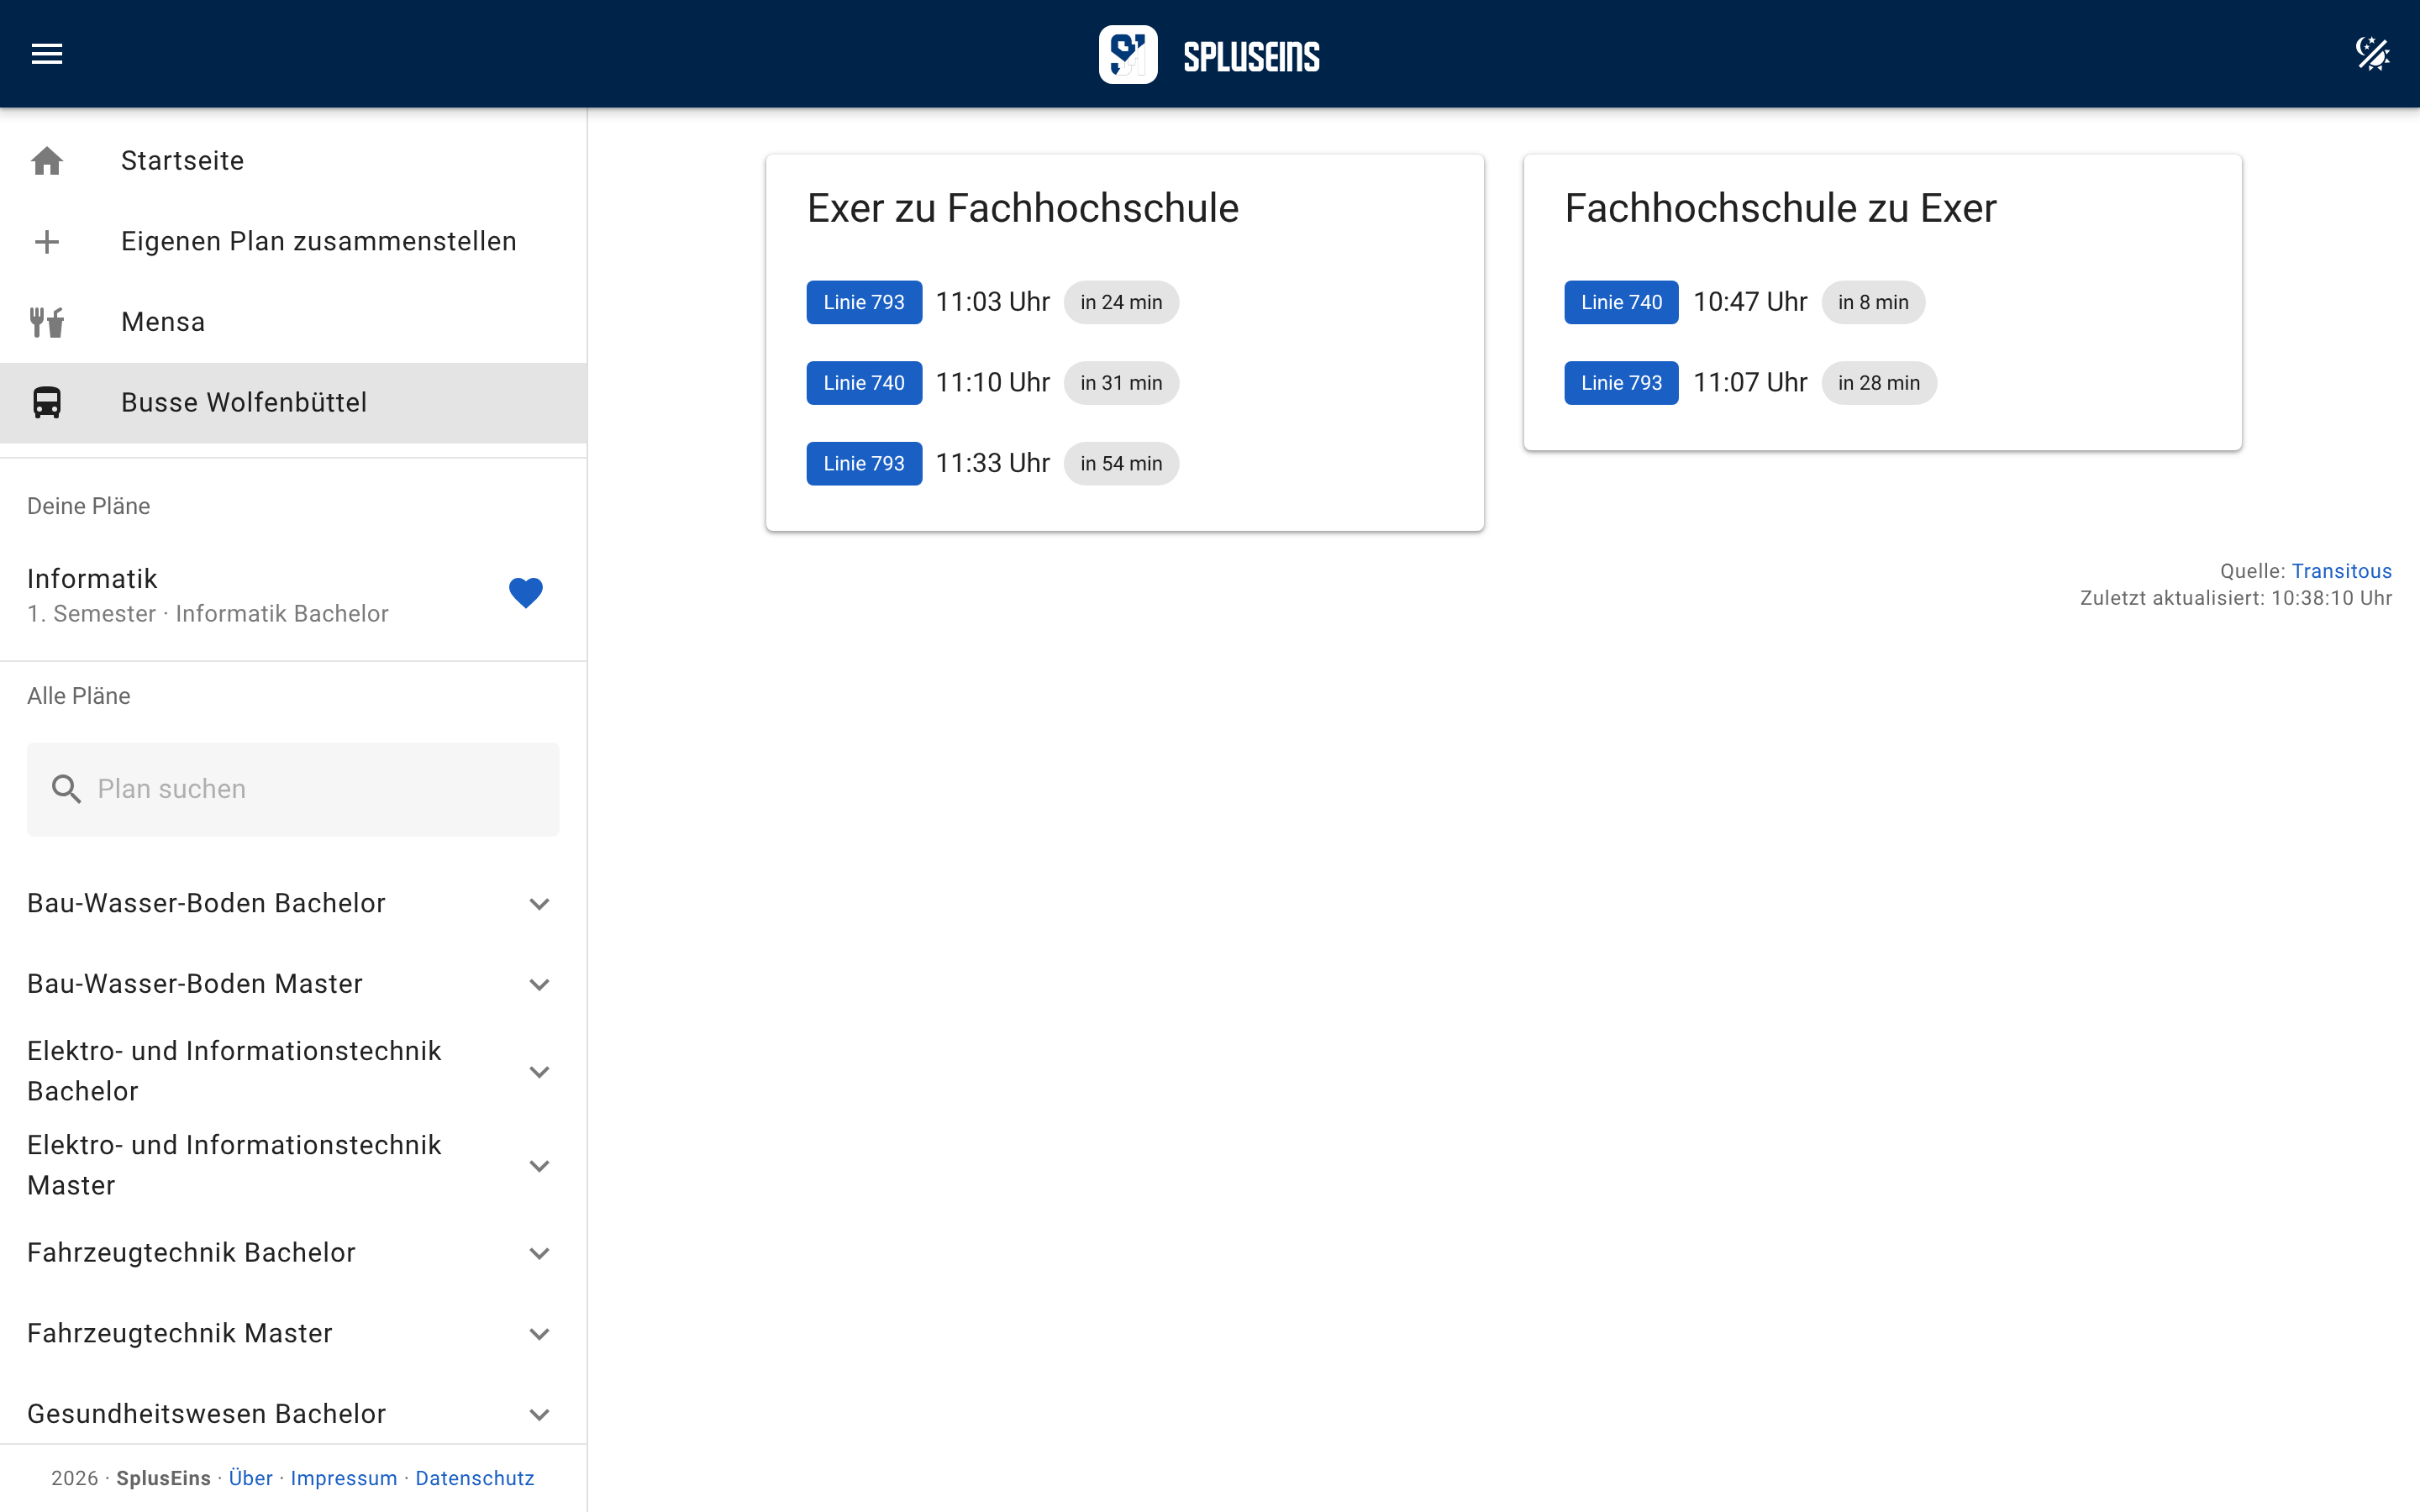 SPLUSEINS
Startseite
Eigenen Plan zusammenstellen
Mensa
Busse Wolfenbüttel
Deine Pläne
Informatik
1. Semester · Informatik Bachelor
Alle Pläne
Plan suchen
Bau-Wasser-Boden Bachelor
Bau-Wasser-Boden Master
Elektro- und Informationstechnik
Bachelor
Elektro- und Informationstechnik
Master
Fahrzeugtechnik Bachelor
Fahrzeugtechnik Master
Gesundheitswesen Bachelor
2026 · SplusEins · Über · Impressum · Datenschutz
Exer zu Fachhochschule
Linie 793 11:03 Uhr in 24 min
Linie 740 11:10 Uhr in 31 min
Linie 793 11:33 Uhr in 54 min
Fachhochschule zu Exer
Linie 740 10:47 Uhr in 8 min
Linie 793 11:07 Uhr in 28 min
Quelle: Transitous
Zuletzt aktualisiert: 10:38:10 Uhr